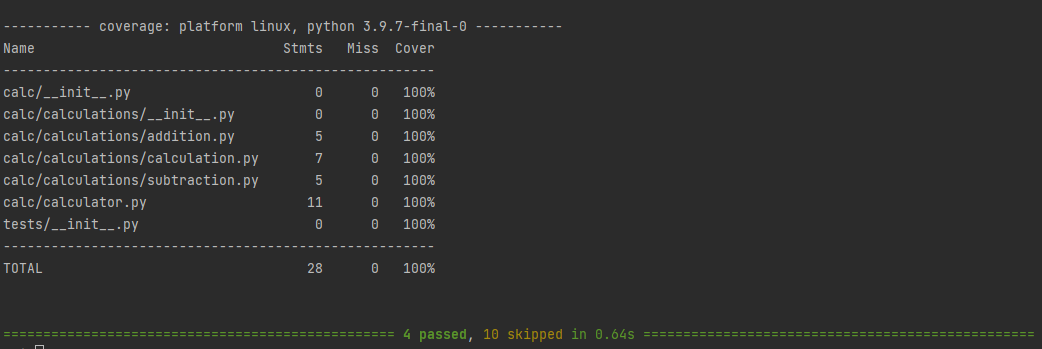 ----------- coverage: platform linux, python 3.9.7-final-0 -----------
Name                               Stmts   Miss  Cover
------------------------------------------------------
calc/__init__.py                       0      0   100%
calc/calculations/__init__.py          0      0   100%
calc/calculations/addition.py          5      0   100%
calc/calculations/calculation.py       7      0   100%
calc/calculations/subtraction.py       5      0   100%
calc/calculator.py                    11      0   100%
tests/__init__.py                      0      0   100%
------------------------------------------------------
TOTAL                                 28      0   100%
================================================= 4 passed, 10 skipped in 0.64s =================================================